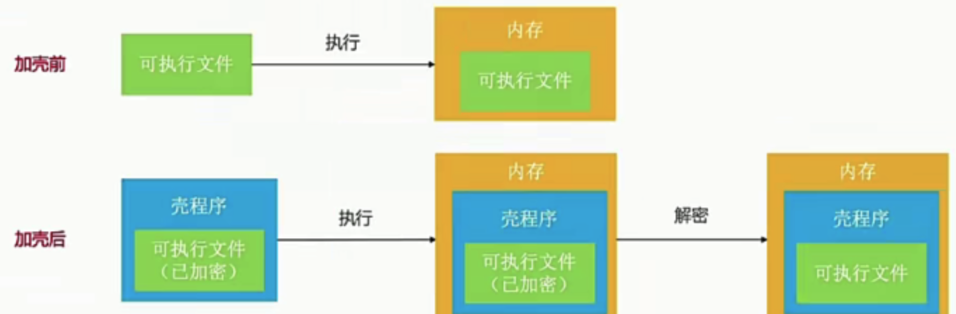 加壳前
可执行文件
执行
内存
可执行文件
加壳后
壳程序
可执行文件
（已加密）
执行
内存
壳程序
可执行文件
（已加密）
解密
内存
壳程序
可执行文件